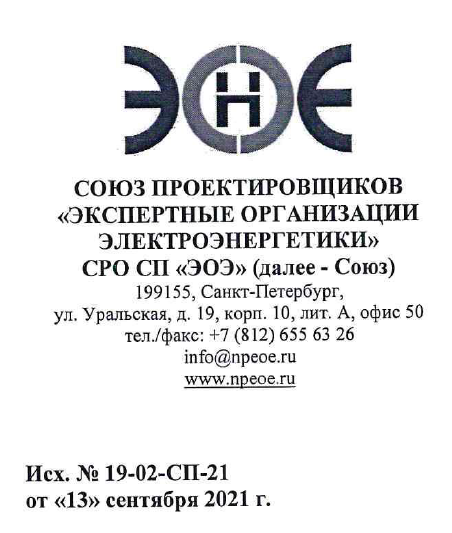 ЭОЕ
Н
СОЮЗ ПРОЕКТИРОВЩИКОВ
«ЭКСПЕРТНЫЕ ОРГАНИЗАЦИИ
ЭЛЕКТРОЭНЕРГЕТИКИ»
СРО СП «ЭОЭ» (далее - Союз)
199155, Санкт-Петербург,
ул. Уральская, д. 19, корп. 10, лит. А, офис 50
тел./факс: +7 (812) 655 63 26
info@npeoe.ru
www.npeoe.ru
Исх. № 19-02-СП-21
от «13» сентября 2021 г.